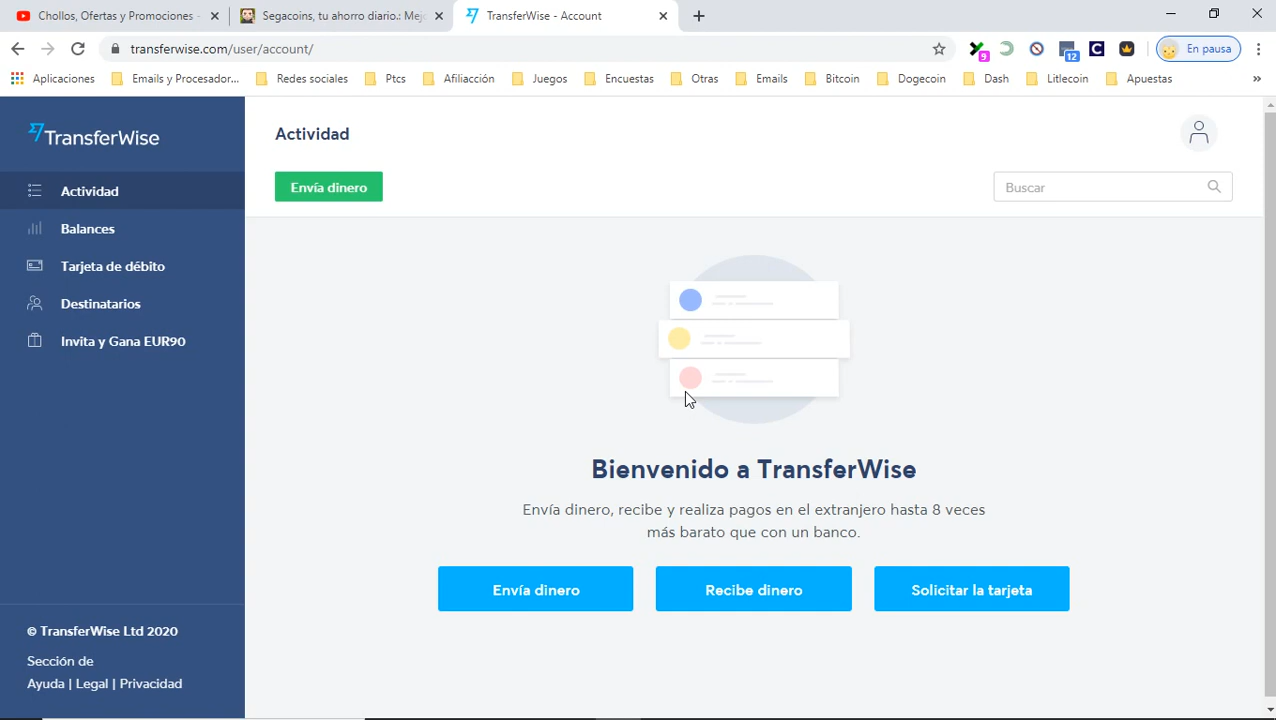 Chollos, Ofertas y Promociones -
Segacoins, tu ahorro diario.: Mej
TransferWise - Account
transferwise.com/user/account/
9
12
C
En pausa
Aplicaciones
Emails y Procesador...
Redes sociales
Ptcs
Afiliacción
Juegos
Encuestas
Otras
Emails
Bitcoin
Dogecoin
Dash
Litlecoin
Apuestas
»
TransferWise
Actividad
Envía dinero
Buscar
Actividad
Balances
Tarjeta de débito
Destinatarios
Invita y Gana EUR90
Bienvenido a TransferWise
Envía dinero, recibe y realiza pagos en el extranjero hasta 8 veces
más barato que con un banco.
Envía dinero
Recibe dinero
Solicitar la tarjeta
© TransferWise Ltd 2020
Sección de
Ayuda | Legal | Privacidad